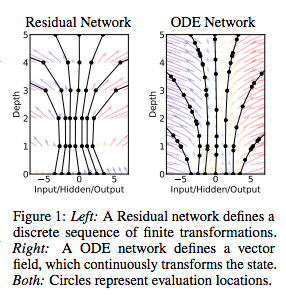 Residual Network
ODE Network
5
4
3
2
1
0
Depth
−5
0
5
Input/Hidden/Output
5
4
3
2
1
0
Depth
−5
0
5
Input/Hidden/Output
Figure 1: Left: A Residual network defines a
discrete sequence of finite transformations.
Right: A ODE network defines a vector
field, which continuously transforms the state.
Both: Circles represent evaluation locations.